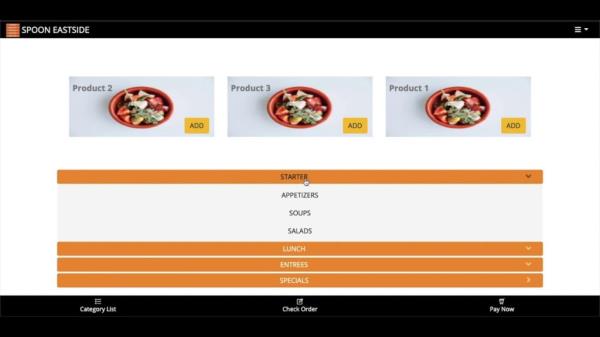 SPOON EASTSIDE
Product 2
Product 3
Product 1
ADD
ADD
ADD
STARTER
APPETIZERS
SOUPS
SALADS
LUNCH
ENTREES
SPECIALS
Category List
Check Order
Pay Now